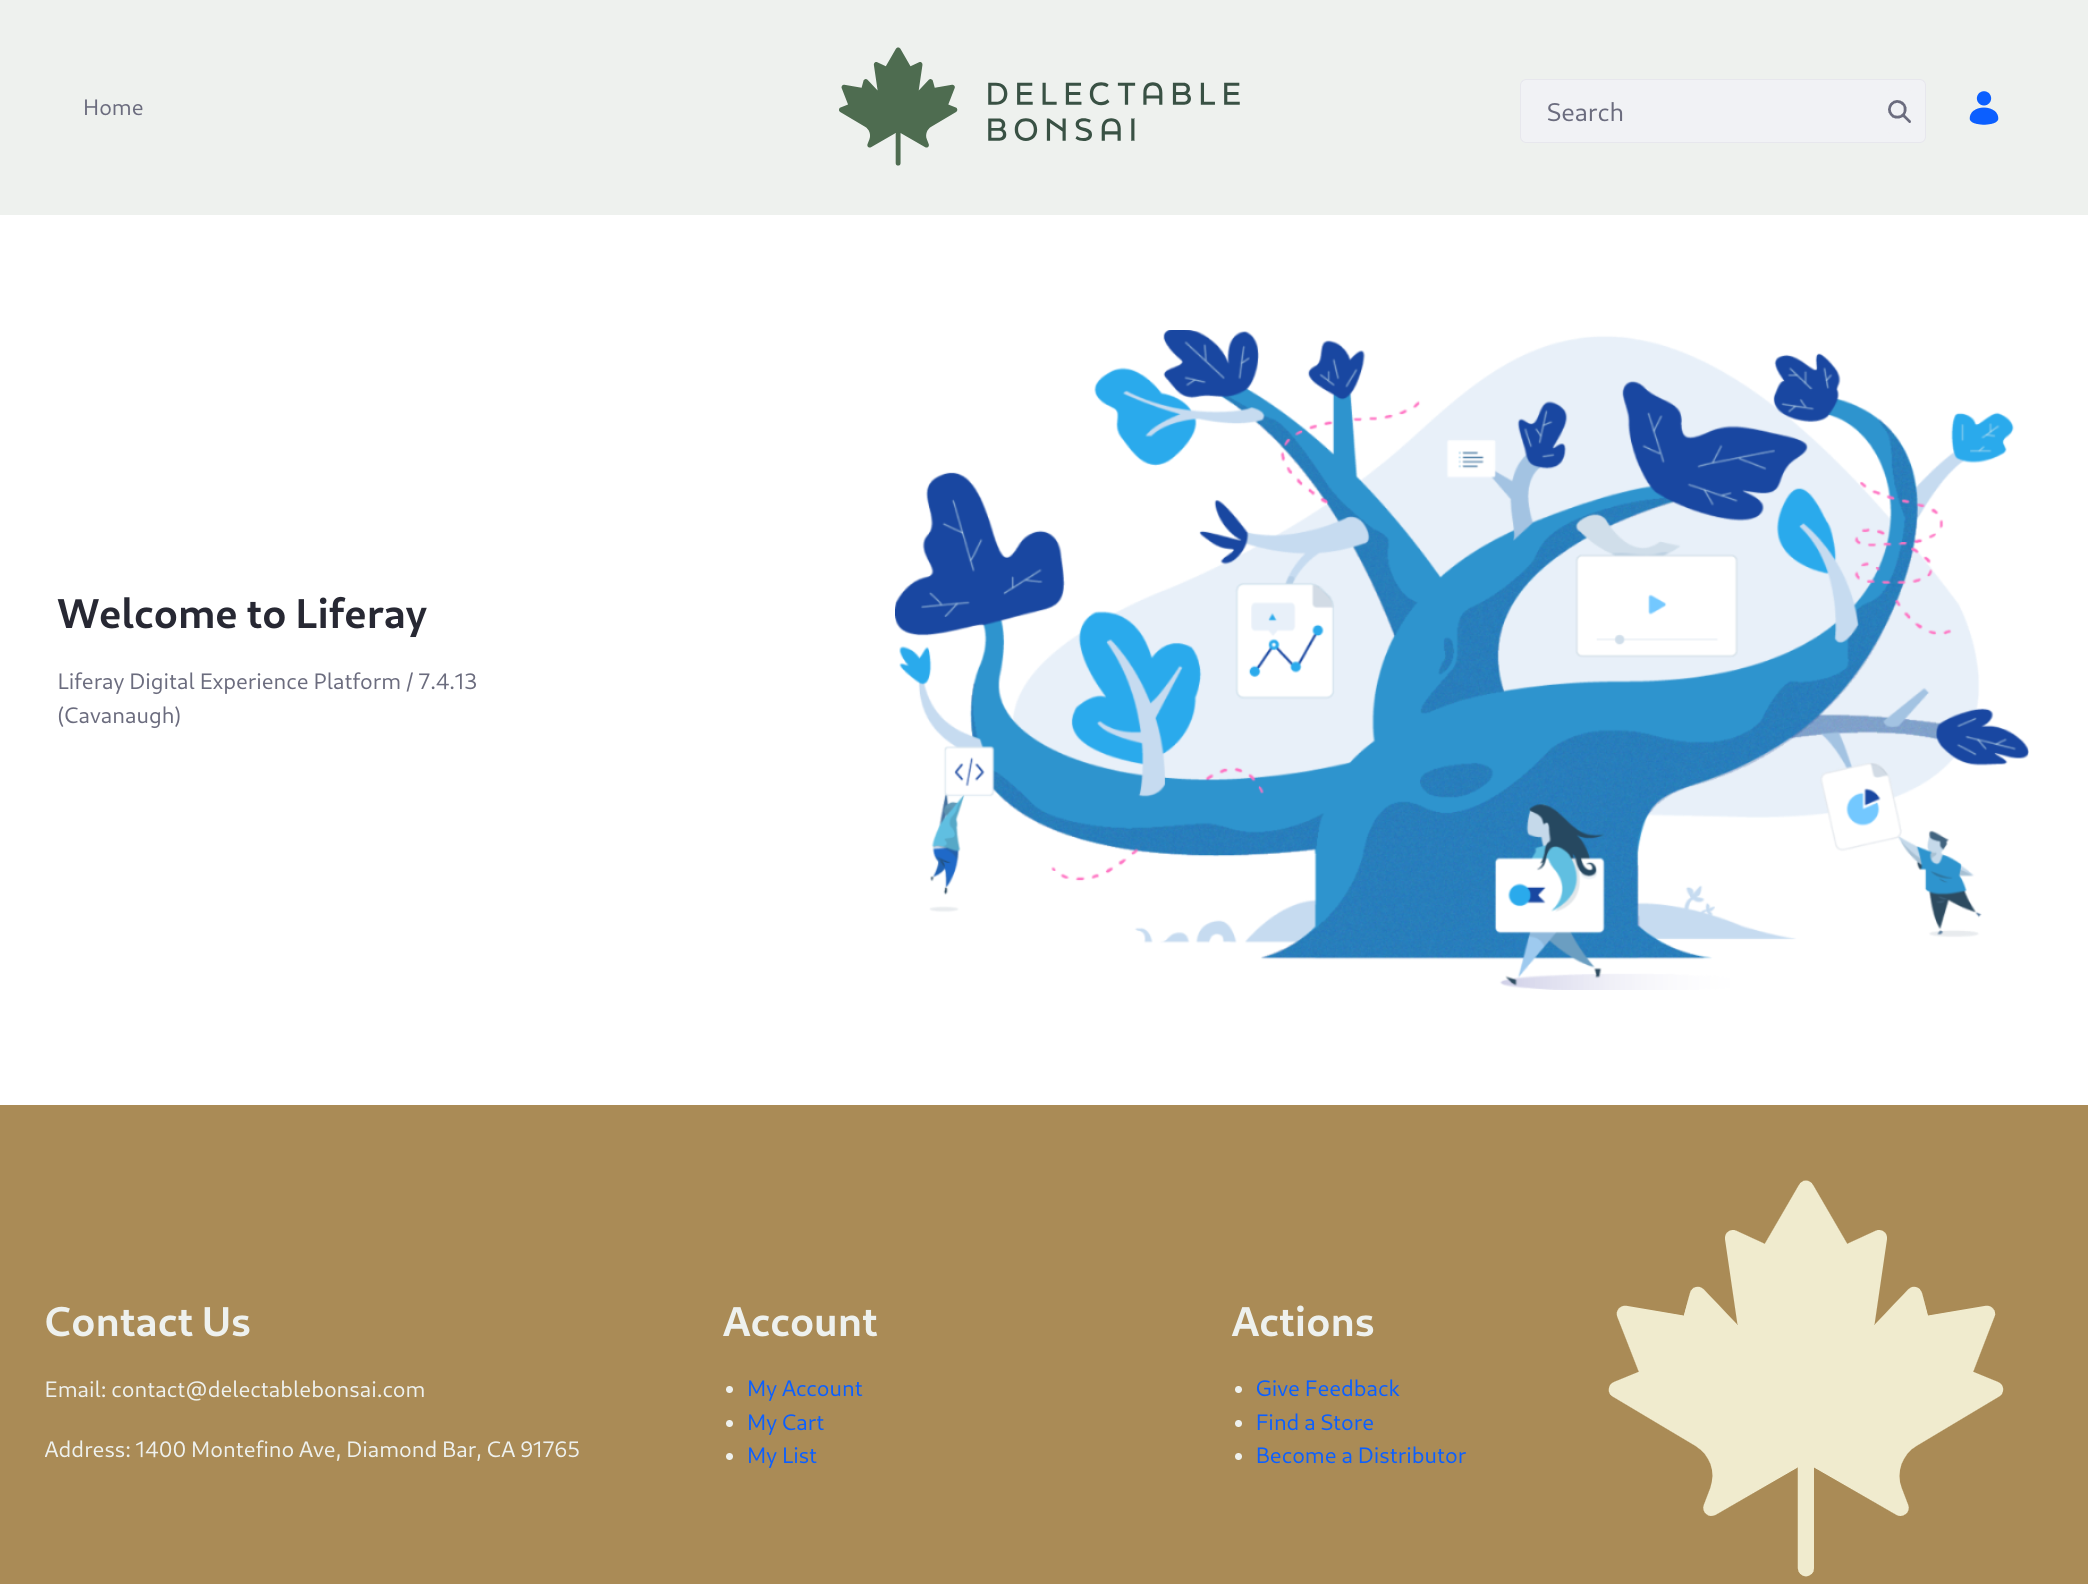 Home
DELECTABLE
BONSAI
Search
Welcome to Liferay
Liferay Digital Experience Platform / 7.4.13
(Cavanaugh)
</>
Contact Us
Email: contact@delectablebonsai.com
Address: 1400 Montefino Ave, Diamond Bar, CA 91765
Account
My Account
My Cart
My List
Actions
Give Feedback
Find a Store
Become a Distributor